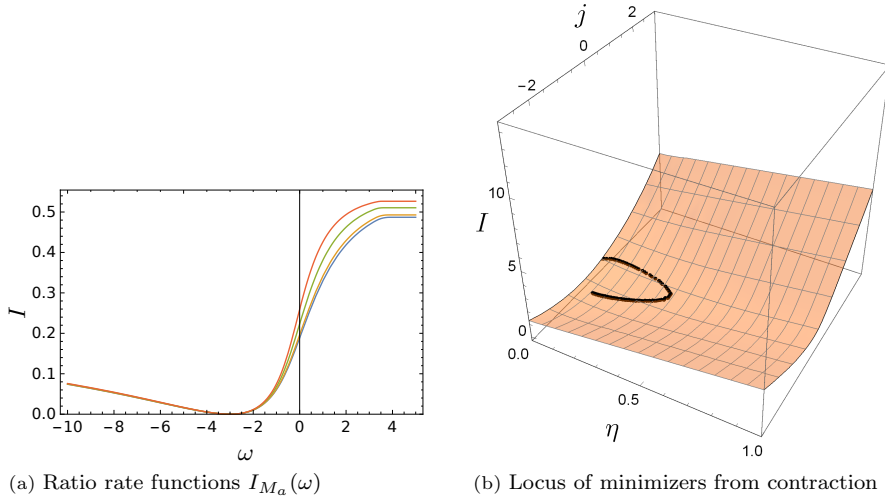 j
2
0
−2
10
I
5
0
0.0
0.5
η
1.0
0.5
0.4
0.3
I
0.2
0.1
0.0
−10 −8 −6 −4 −2 0 2 4
ω
(a) Ratio rate functions I_{M_a}(ω)
(b) Locus of minimizers from contraction